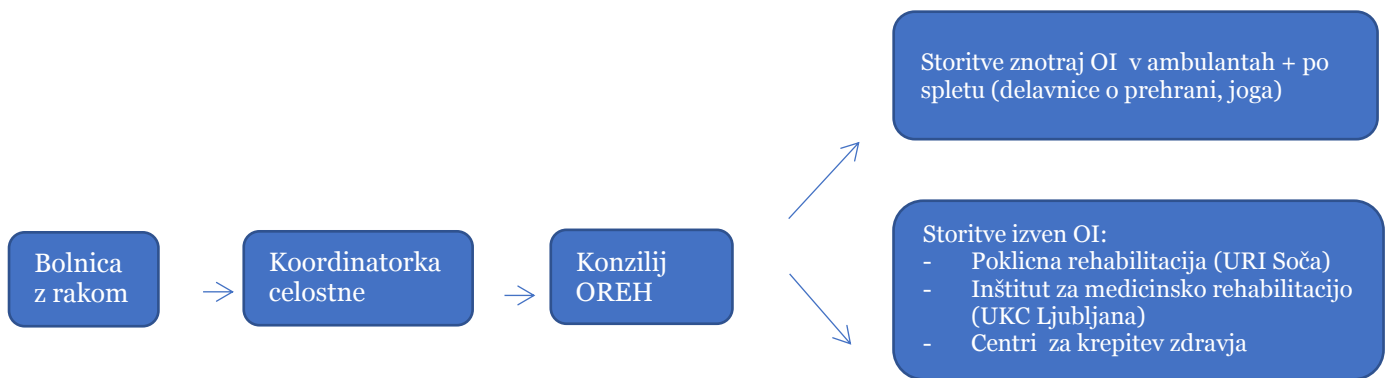 Storitve znotraj OI v ambulantah + po
spletu (delavnice o prehrani, joga)
Bolnica
z rakom
Koordinatorka
celostne
Konzilij
OREH
Storitve izven OI:
- Poklicna rehabilitacija (URI Soča)
- Inštitut za medicinsko rehabilitacijo
(UKC Ljubljana)
- Centri za krepitev zdravja